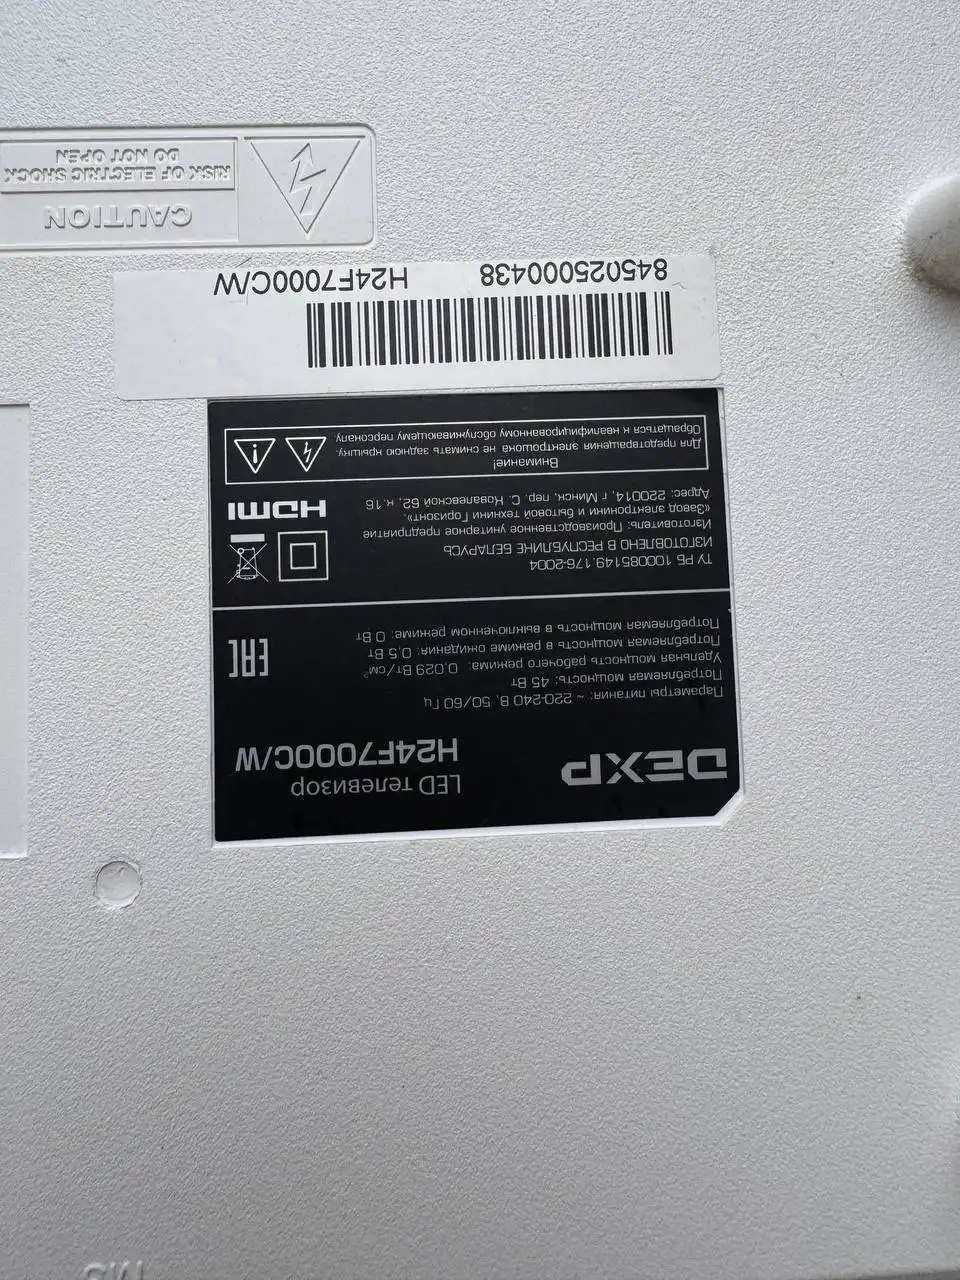 DEXP
LED телевизор
H24F7000C/W
Параметры питания: ~ 220-240 В, 50/60 Гц
Потребляемая мощность: 45 Вт
Удельная мощность рабочего режима: 0,029 Вт/см²
Потребляемая мощность в режиме ожидания: 0,5 Вт
Потребляемая мощность в выключенном режиме: 0 Вт
EAC
ТУ РБ 100085149.176-2004
ИЗГОТОВЛЕНО В РЕСПУБЛИКЕ БЕЛАРУСЬ
Изготовитель: Производственное унитарное предприятие
«Завод электроники и бытовой техники Горизонт».
Адрес: 220014, г Минск, пер. С. Ковалевской 62, к.16
HDMI
Внимание!
Для предотвращения электрошока не снимать заднюю крышку.
Обращаться к квалифицированному обслуживающему персоналу.
845025000438 H24F7000C/W
CAUTION
RISK OF ELECTRIC SHOCK
DO NOT OPEN